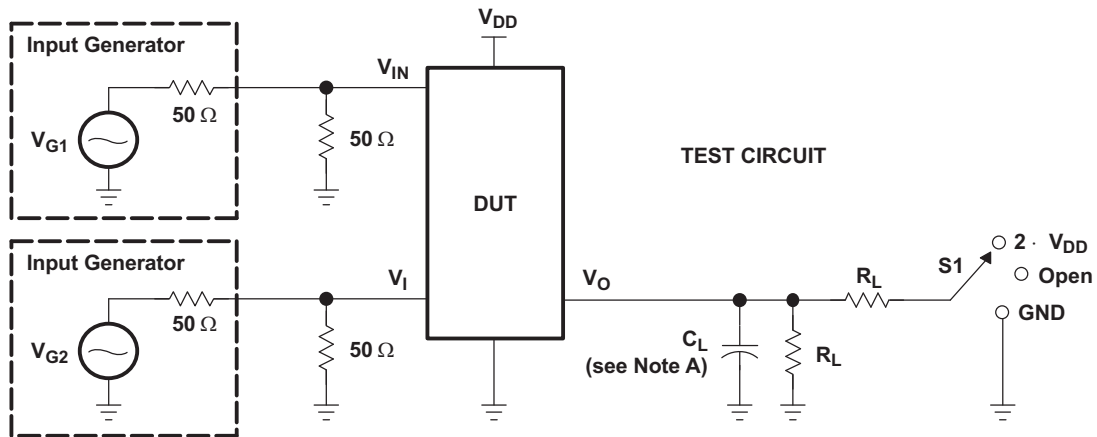 Input Generator
V_G1
50 Ω
50 Ω
V_IN
V_DD
DUT
TEST CIRCUIT
Input Generator
V_G2
50 Ω
50 Ω
V_I
V_O
C_L
(see Note A)
R_L
R_L
S1
2 · V_DD
Open
GND